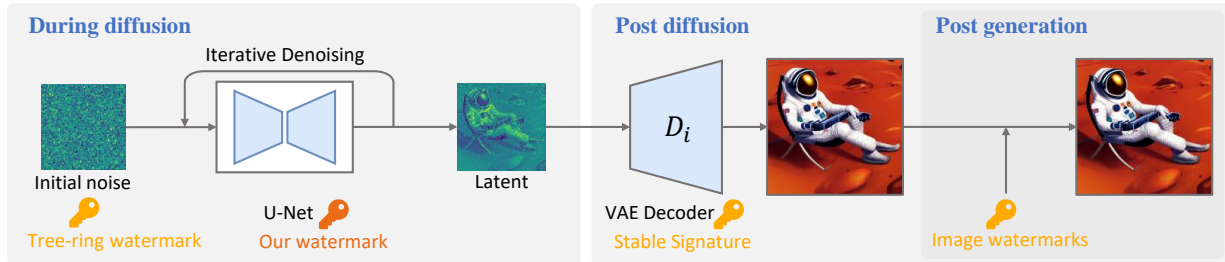 During diffusion
Iterative Denoising
Initial noise
Tree-ring watermark
U-Net
Our watermark
Latent
Post diffusion
D_i
VAE Decoder
Stable Signature
Post generation
Image watermarks